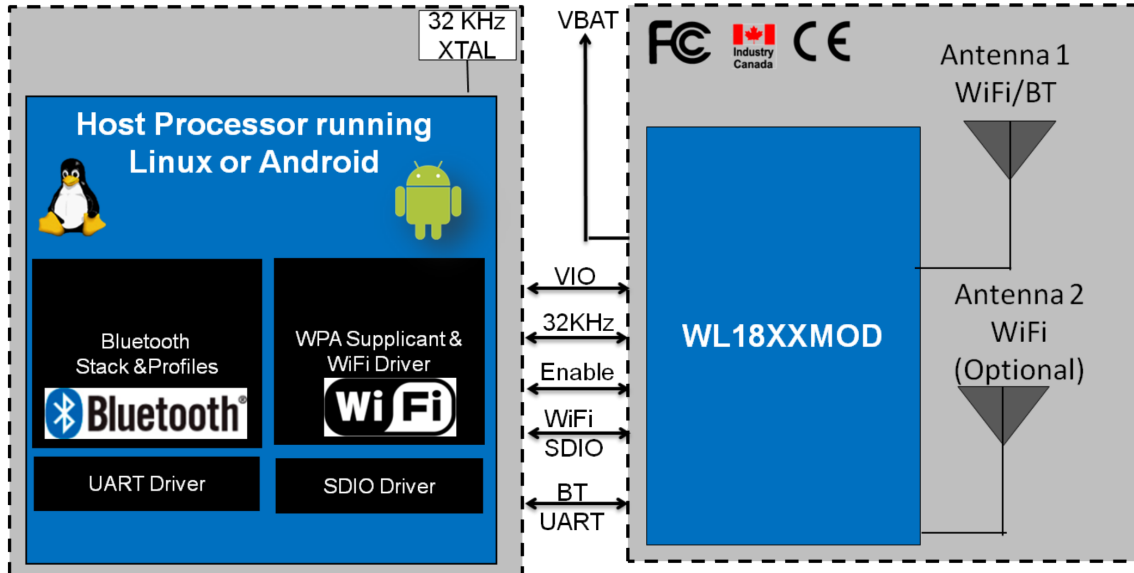 32 KHz
XTAL
Host Processor running
Linux or Android
Bluetooth
Stack &Profiles
Bluetooth®
WPA Supplicant &
WiFi Driver
Wi Fi
UART Driver
SDIO Driver
VBAT
VIO
32KHz
Enable
WiFi
SDIO
BT
UART
FC
Industry
Canada
CE
WL18XXMOD
Antenna 1
WiFi/BT
Antenna 2
WiFi
(Optional)